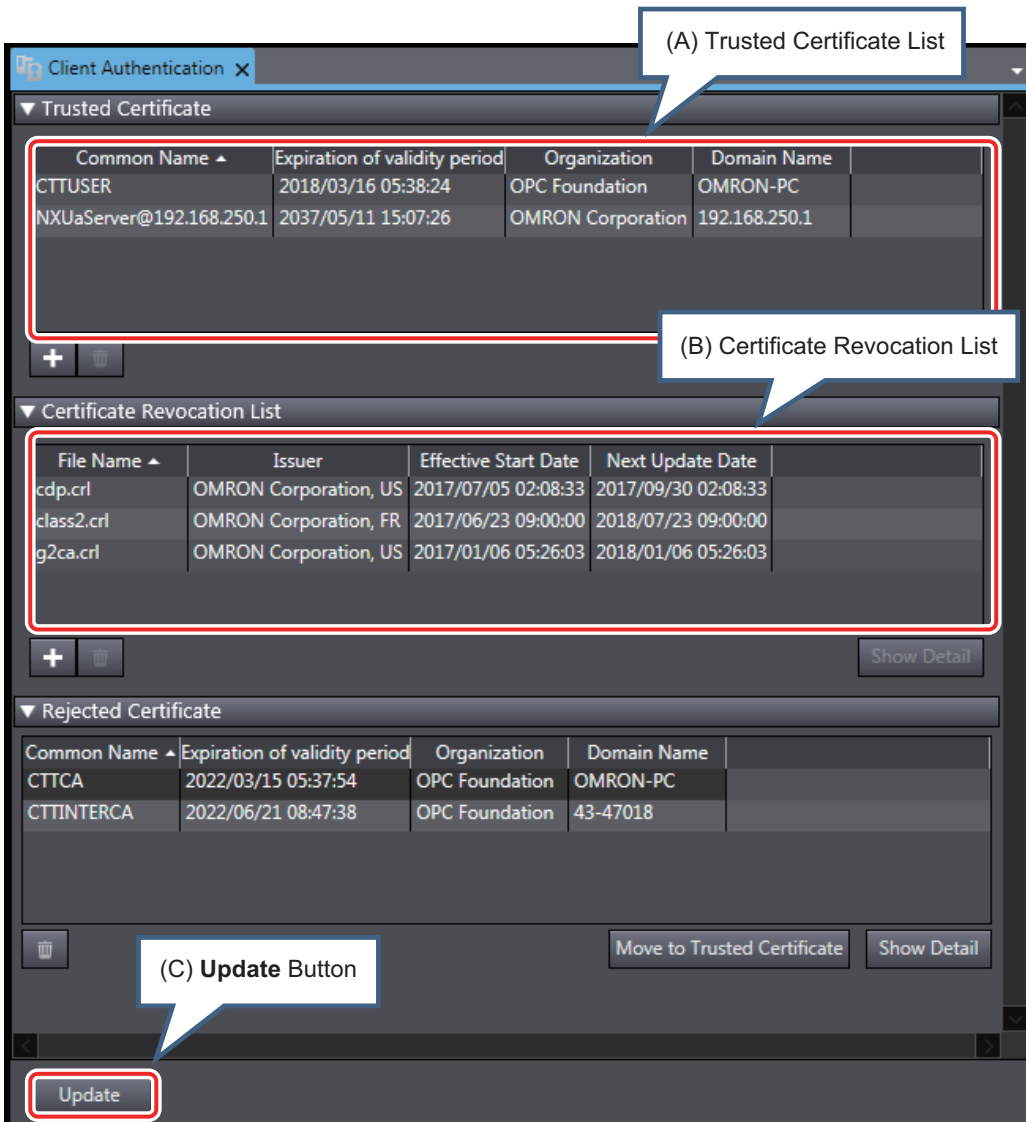 (A) Trusted Certificate List
Client Authentication X
Trusted Certificate
Common Name Expiration of validity period Organization Domain Name
CTTUSER 2018/03/16 05:38:24 OPC Foundation OMRON-PC
NXUaServer@192.168.250.1 2037/05/11 15:07:26 OMRON Corporation 192.168.250.1
(B) Certificate Revocation List
Certificate Revocation List
File Name Issuer Effective Start Date Next Update Date
cdp.crl OMRON Corporation, US 2017/07/05 02:08:33 2017/09/30 02:08:33
class2.crl OMRON Corporation, FR 2017/06/23 09:00:00 2018/07/23 09:00:00
g2ca.crl OMRON Corporation, US 2017/01/06 05:26:03 2018/01/06 05:26:03
Show Detail
Rejected Certificate
Common Name Expiration of validity period Organization Domain Name
CTTCA 2022/03/15 05:37:54 OPC Foundation OMRON-PC
CTTINTERCA 2022/06/21 08:47:38 OPC Foundation 43-47018
Move to Trusted Certificate Show Detail
(C) Update Button
Update